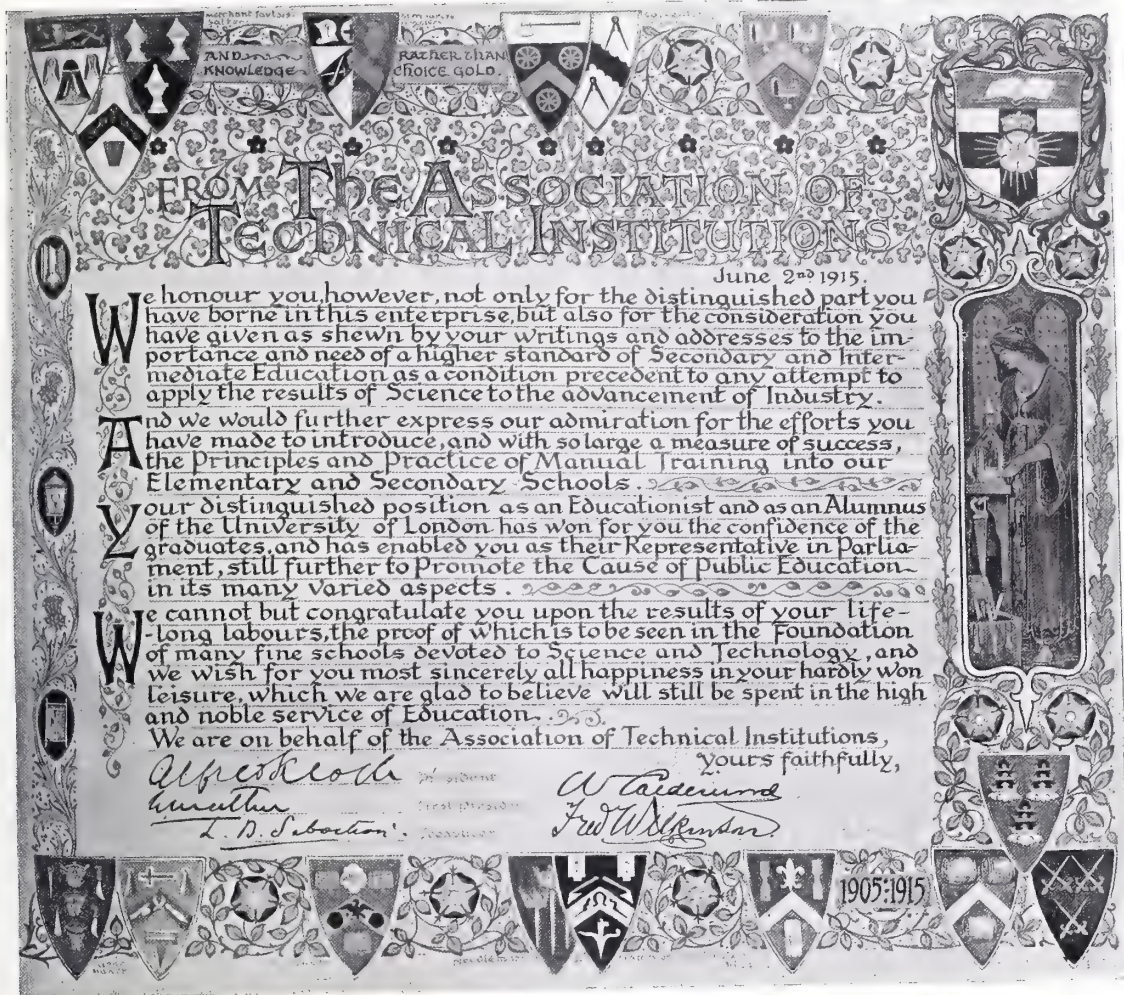 Merchant Taylors
AND
KNOWLEDGE
RATHER THAN
CHOICE GOLD.
FROM THE ASSOCIATION OF
TECHNICAL INSTITUTIONS
June 2nd 1915.
We honour you, however, not only for the distinguished part you
have borne in this enterprise, but also for the consideration you
have given as shewn by your writings and addresses to the im-
portance and need of a higher standard of Secondary and Inter-
mediate Education as a condition precedent to any attempt to
apply the results of Science to the advancement of Industry.
And we would further express our admiration for the efforts you
have made to introduce, and with so large a measure of success,
the Principles and Practice of Manual Training into our
Elementary and Secondary Schools.
Your distinguished position as an Educationist and as an Alumnus
of the University of London has won for you the confidence of the
graduates, and has enabled you as their Representative in Parlia-
ment, still further to Promote the Cause of Public Education
in its many varied aspects.
We cannot but congratulate you upon the results of your life-
-long labours, the proof of which is to be seen in the Foundation
of many fine schools devoted to Science and Technology, and
we wish for you most sincerely all happiness in your hardly won
leisure, which we are glad to believe will still be spent in the high
and noble service of Education.
We are on behalf of the Association of Technical Institutions,
Yours faithfully,
President
First President
Treasurer
Fred Wilkinson
1905:1915